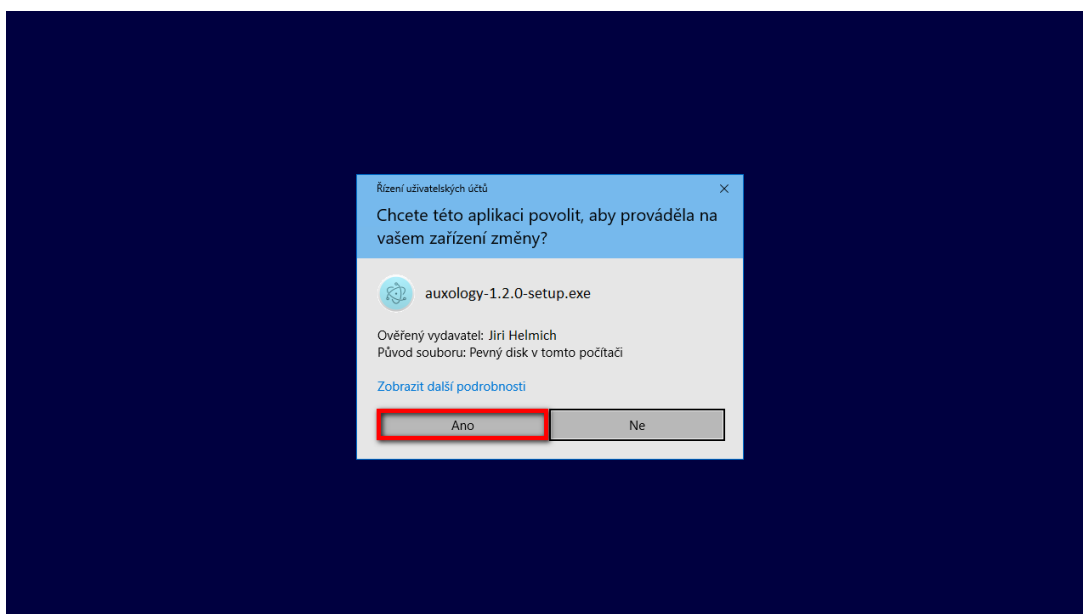 Řízení uživatelských účtů
Chcete této aplikaci povolit, aby prováděla na
vašem zařízení změny?
auxology-1.2.0-setup.exe
Ověřený vydavatel: Jiri Helmich
Původ souboru: Pevný disk v tomto počítači
Zobrazit další podrobnosti
Ano
Ne